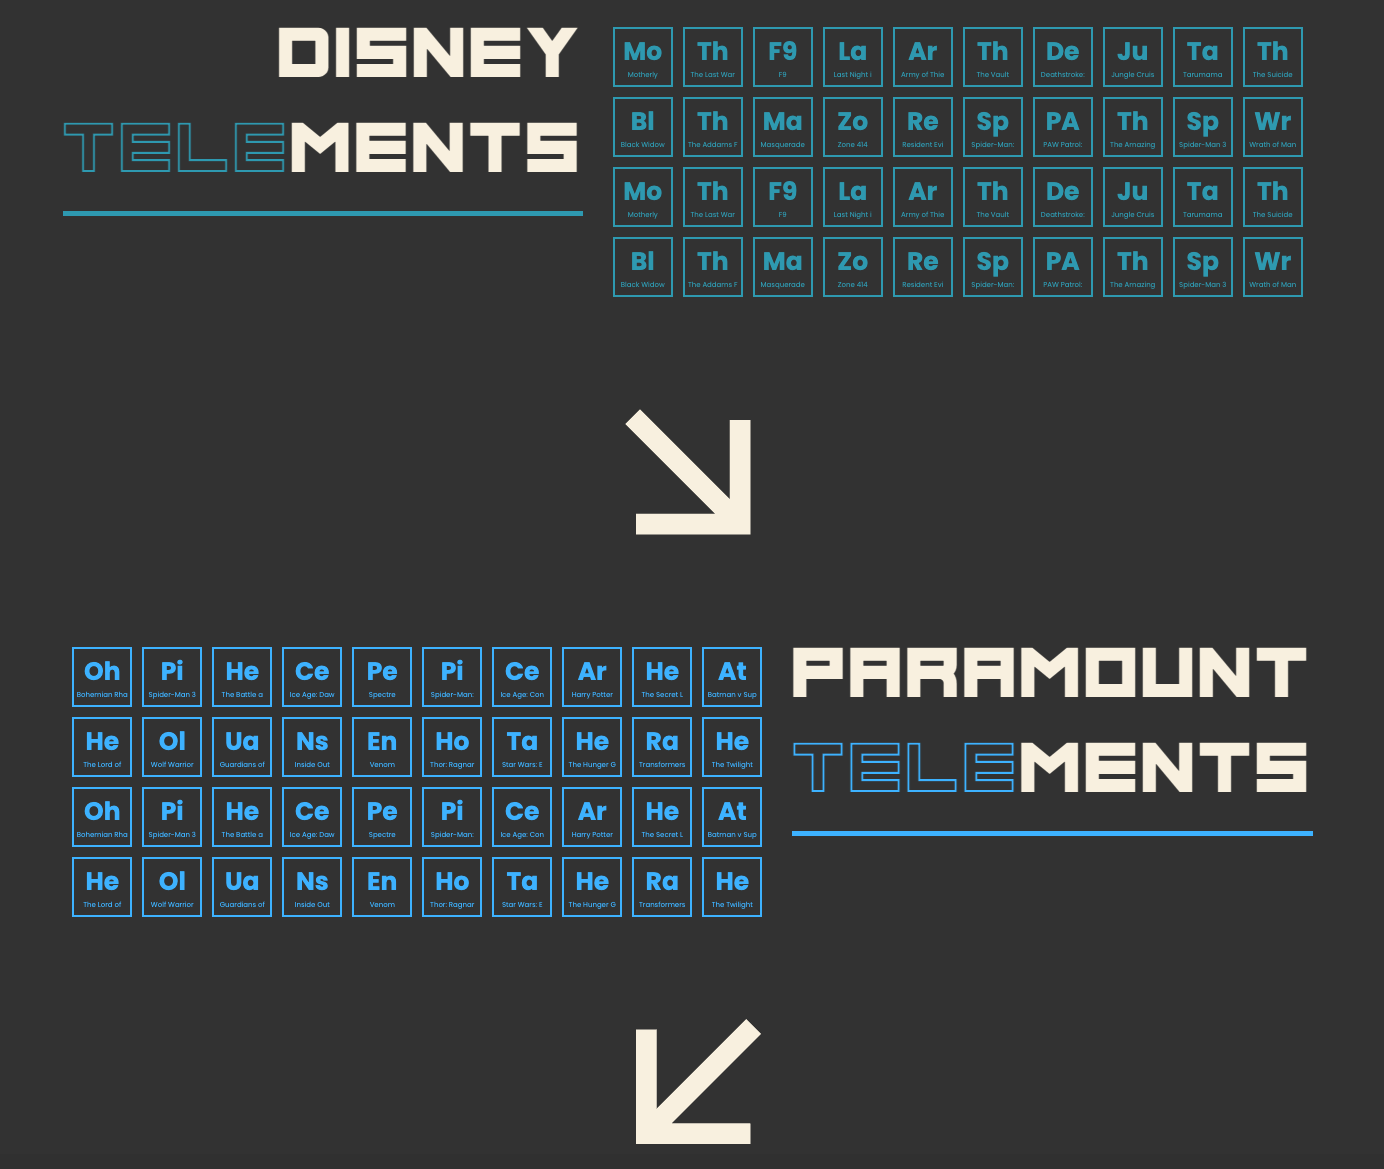 DISNEY
TELEMENTS
Mo Th F9 La Ar Th De Ju Ta Th
Motherly The Last War F9 Last Night i Army of Thie The Vault Deathstroke: Jungle Cruis Tarumama The Suicide
Bl Th Ma Zo Re Sp PA Th Sp Wr
Black Widow The Addams F Masquerade Zone 414 Resident Evi Spider-Man: PAW Patrol: The Amazing Spider-Man 3 Wrath of Man
Mo Th F9 La Ar Th De Ju Ta Th
Motherly The Last War F9 Last Night i Army of Thie The Vault Deathstroke: Jungle Cruis Tarumama The Suicide
Bl Th Ma Zo Re Sp PA Th Sp Wr
Black Widow The Addams F Masquerade Zone 414 Resident Evi Spider-Man: PAW Patrol: The Amazing Spider-Man 3 Wrath of Man
Oh Pi He Ce Pe Pi Ce Ar He At
Bohemian Rha Spider-Man 3 The Battle a Ice Age: Daw Spectre Spider-Man: Ice Age: Con Harry Potter The Secret L Batman v Sup
He Ol Ua Ns En Ho Ta He Ra He
The Lord of Wolf Warrior Guardians of Inside Out Venom Thor: Ragnar Star Wars: E The Hunger G Transformers The Twilight
Oh Pi He Ce Pe Pi Ce Ar He At
Bohemian Rha Spider-Man 3 The Battle a Ice Age: Daw Spectre Spider-Man: Ice Age: Con Harry Potter The Secret L Batman v Sup
He Ol Ua Ns En Ho Ta He Ra He
The Lord of Wolf Warrior Guardians of Inside Out Venom Thor: Ragnar Star Wars: E The Hunger G Transformers The Twilight
PARAMOUNT
TELEMENTS